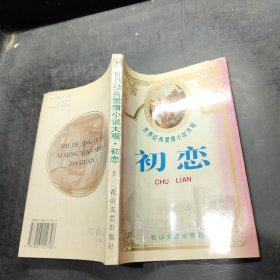 世界经典爱情小说大观
初恋
CHU LIAN
花山文艺出版社
世界经典爱情小说大观·初恋
花山文艺出版社
SHI JIE JING DIAN
AI QING XIAO SHUO
DA GUAN